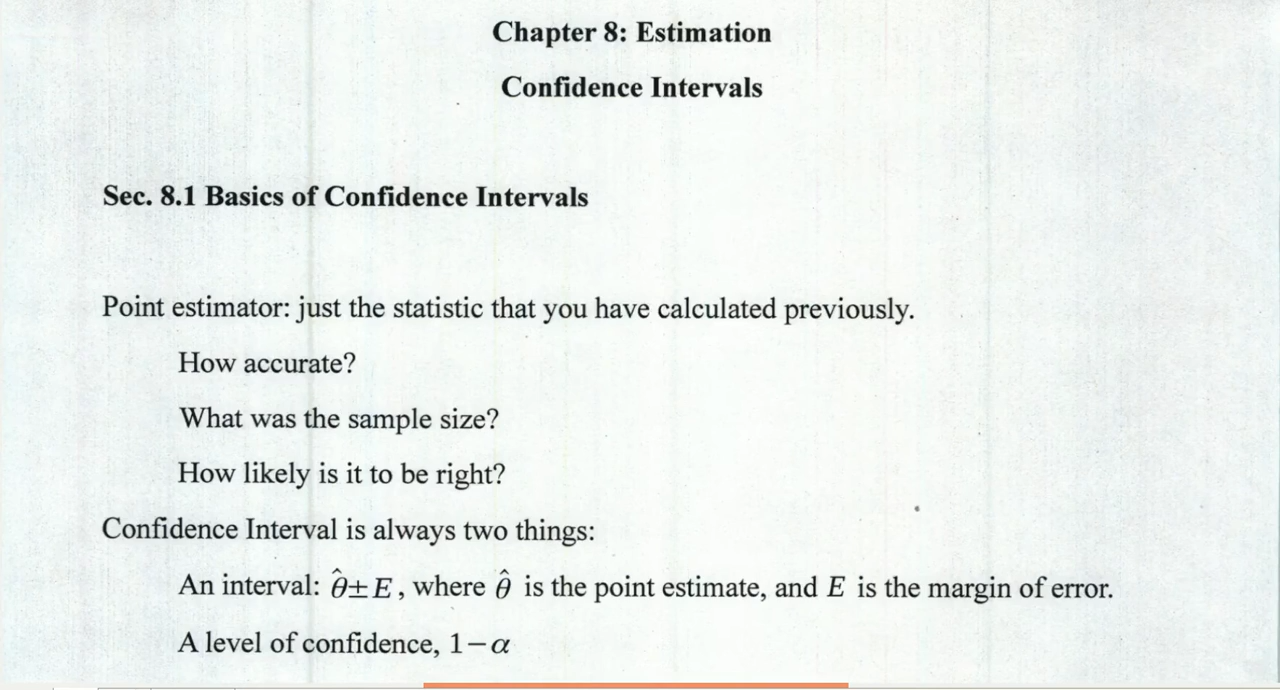 Chapter 8: Estimation
Confidence Intervals
Sec. 8.1 Basics of Confidence Intervals
Point estimator: just the statistic that you have calculated previously.
How accurate?
What was the sample size?
How likely is it to be right?
Confidence Interval is always two things:
An interval: θ̂±E, where θ̂ is the point estimate, and E is the margin of error.
A level of confidence, 1−α